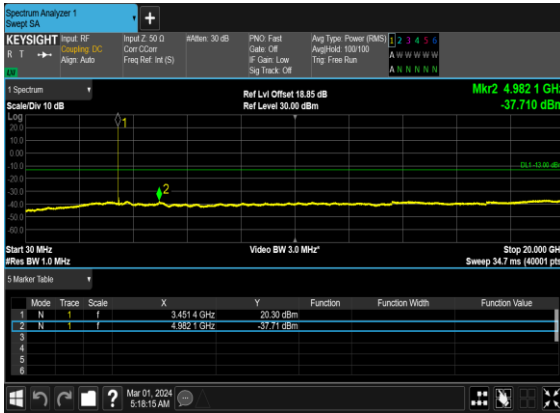 Spectrum Analyzer 1
Swept SA
KEYSIGHT
R T
Input: RF
Coupling: DC
Align: Auto
Input Z: 50 Ω
Corr CCorr
Freq Ref: Int (S)
#Atten: 30 dB
PNO: Fast
Gate: Off
IF Gain: Low
Sig Track: Off
Avg Type: Power (RMS)
Avg|Hold: 100/100
Trig: Free Run
1 2 3 4 5 6
A W W W W W
A N N N N N
1 Spectrum
Scale/Div 10 dB
Ref Lvl Offset 18.85 dB
Ref Level 30.00 dBm
Mkr2 4.982 1 GHz
-37.710 dBm
Log
20.0
10.0
0.00
-10.0
-20.0
-30.0
-40.0
-50.0
-60.0
1
2
DL1 -13.00 dBm
Start 30 MHz
#Res BW 1.0 MHz
Video BW 3.0 MHz*
Stop 20.000 GHz
Sweep 34.7 ms (40001 pts)
5 Marker Table
Mode Trace Scale X Y Function Function Width Function Value
1 N 1 f 3.451 4 GHz 20.30 dBm
2 N 1 f 4.982 1 GHz -37.71 dBm
3
4
5
6
?
Mar 01, 2024
5:18:15 AM